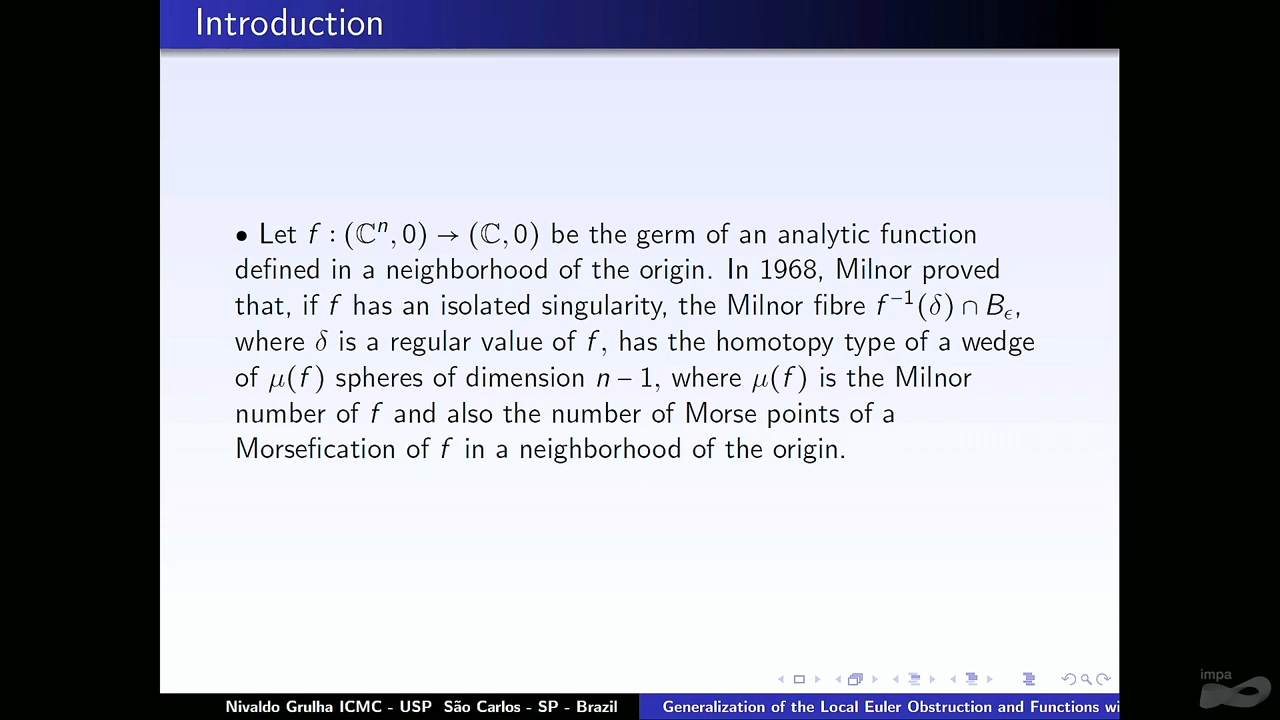 Introduction
• Let f : (ℂⁿ, 0) → (ℂ, 0) be the germ of an analytic function
defined in a neighborhood of the origin. In 1968, Milnor proved
that, if f has an isolated singularity, the Milnor fibre f⁻¹(δ) ∩ Bϵ,
where δ is a regular value of f, has the homotopy type of a wedge
of μ(f) spheres of dimension n − 1, where μ(f) is the Milnor
number of f and also the number of Morse points of a
Morsefication of f in a neighborhood of the origin.
impa
Nivaldo Grulha ICMC - USP São Carlos - SP - Brazil
Generalization of the Local Euler Obstruction and Functions wi